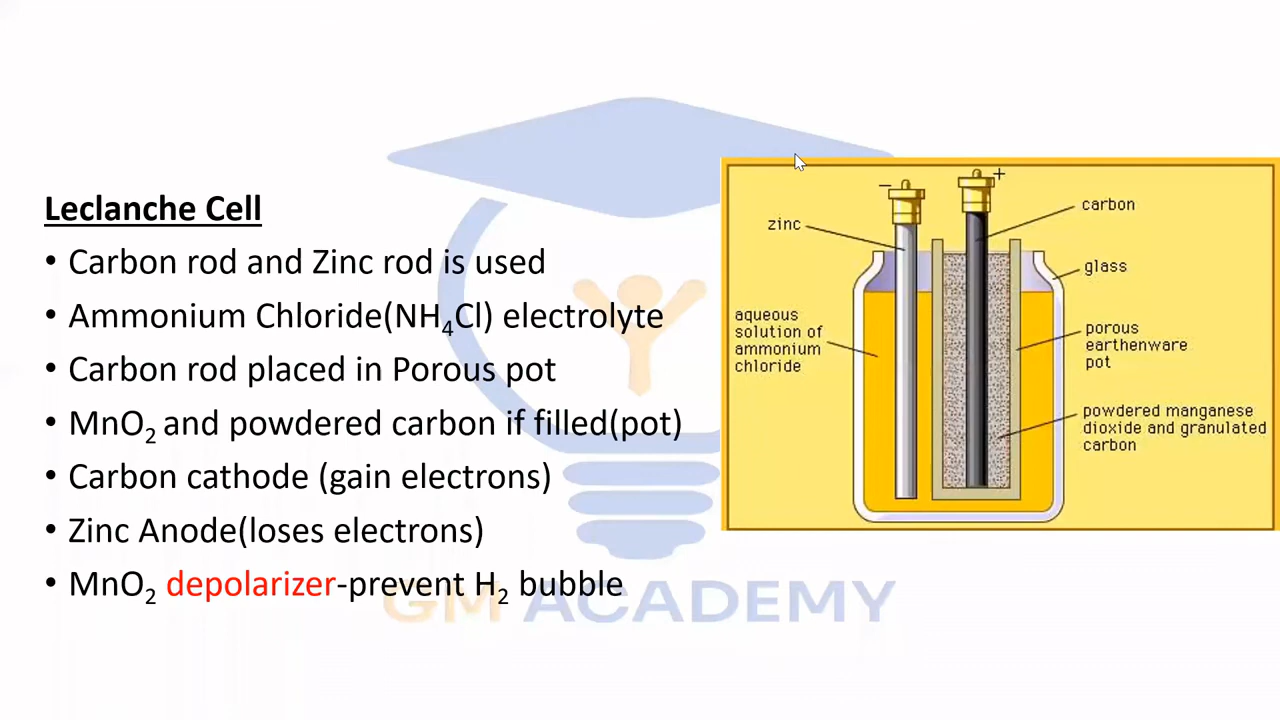 Leclanche Cell
• Carbon rod and Zinc rod is used
• Ammonium Chloride(NH4Cl) electrolyte
• Carbon rod placed in Porous pot
• MnO2 and powdered carbon if filled(pot)
• Carbon cathode (gain electrons)
• Zinc Anode(loses electrons)
• MnO2 depolarizer-prevent H2 bubble
GM ACADEMY
−
+
zinc
carbon
glass
aqueous
solution of
ammonium
chloride
porous
earthenware
pot
powdered manganese
dioxide and granulated
carbon